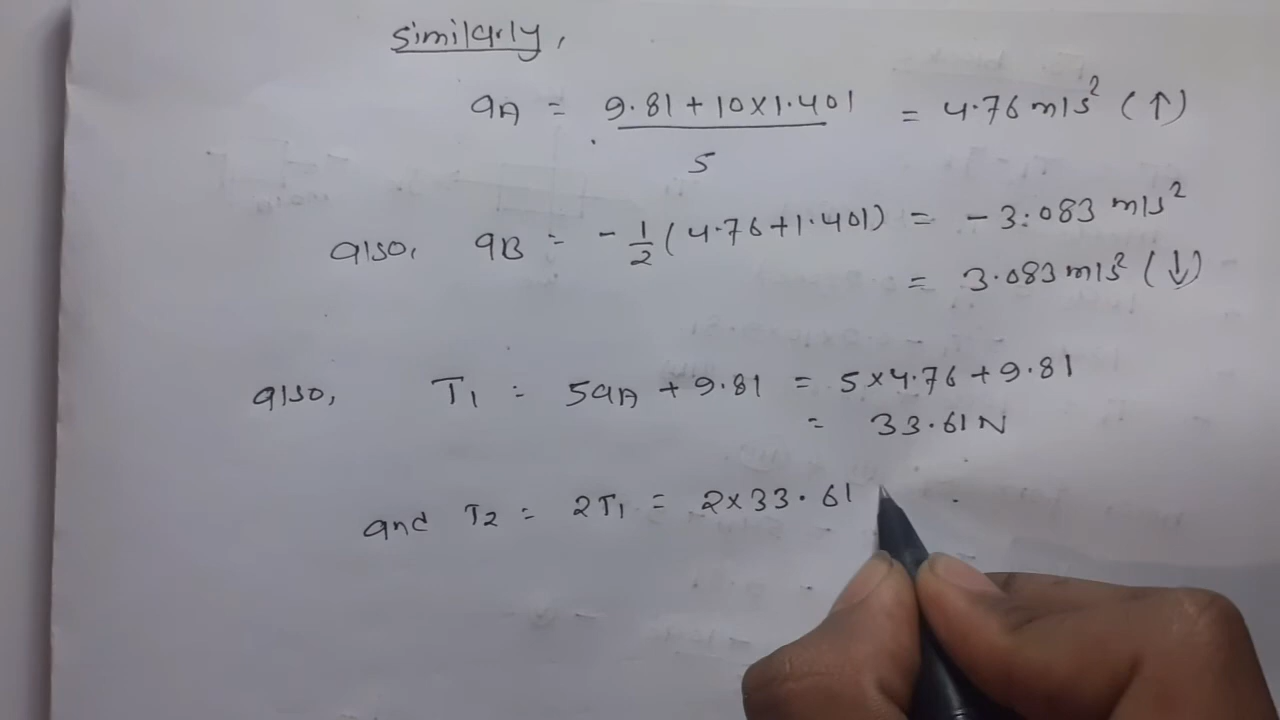 Similarly,
aA = 9.81 + 10×1.401 / 5 = 4.76 m/s² (↑)
also, aB = - 1/2 (4.76 + 1.401) = - 3.083 m/s²
= 3.083 m/s² (↓)
also, T1 = 5aA + 9.81 = 5×4.76 + 9.81
= 33.61 N
and T2 = 2T1 = 2×33.61